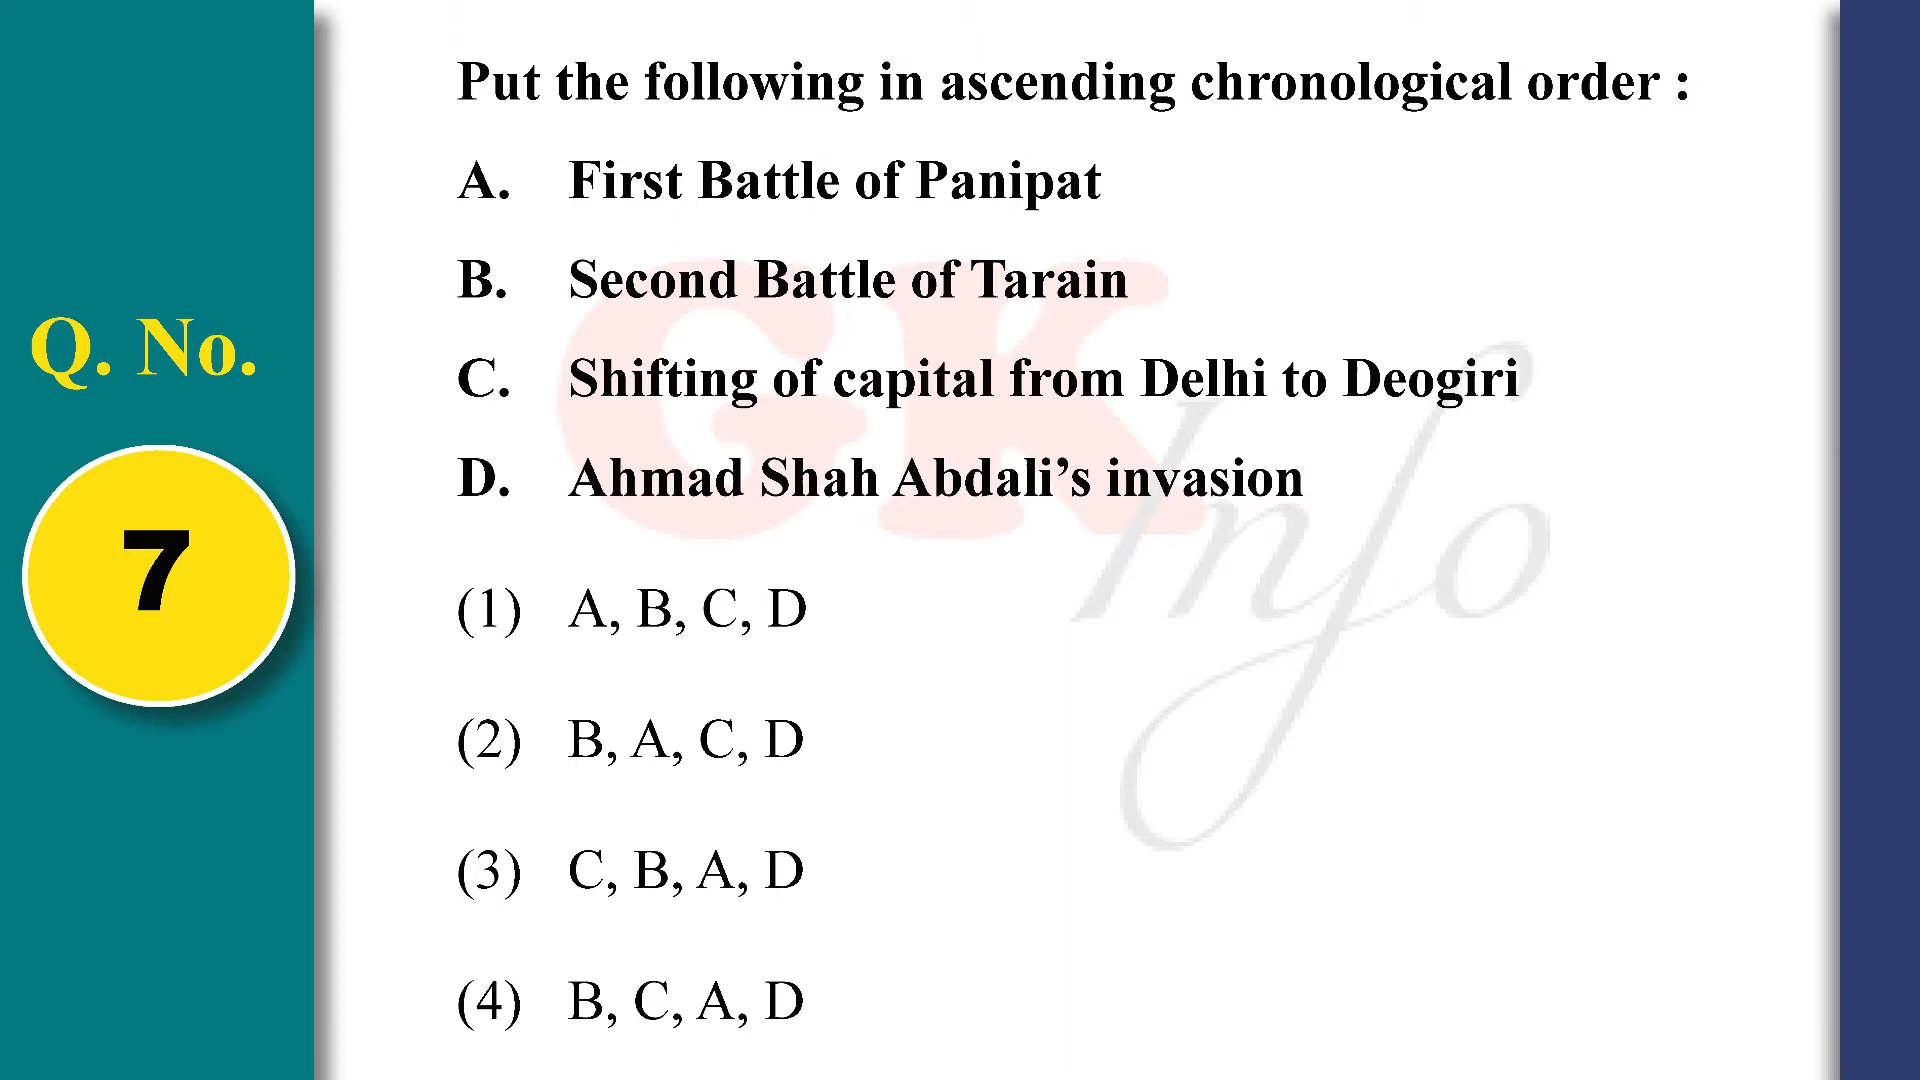 Put the following in ascending chronological order :
A. First Battle of Panipat
B. Second Battle of Tarain
C. Shifting of capital from Delhi to Deogiri
D. Ahmad Shah Abdali’s invasion
Q. No.
7
(1) A, B, C, D
(2) B, A, C, D
(3) C, B, A, D
(4) B, C, A, D
GK
Info